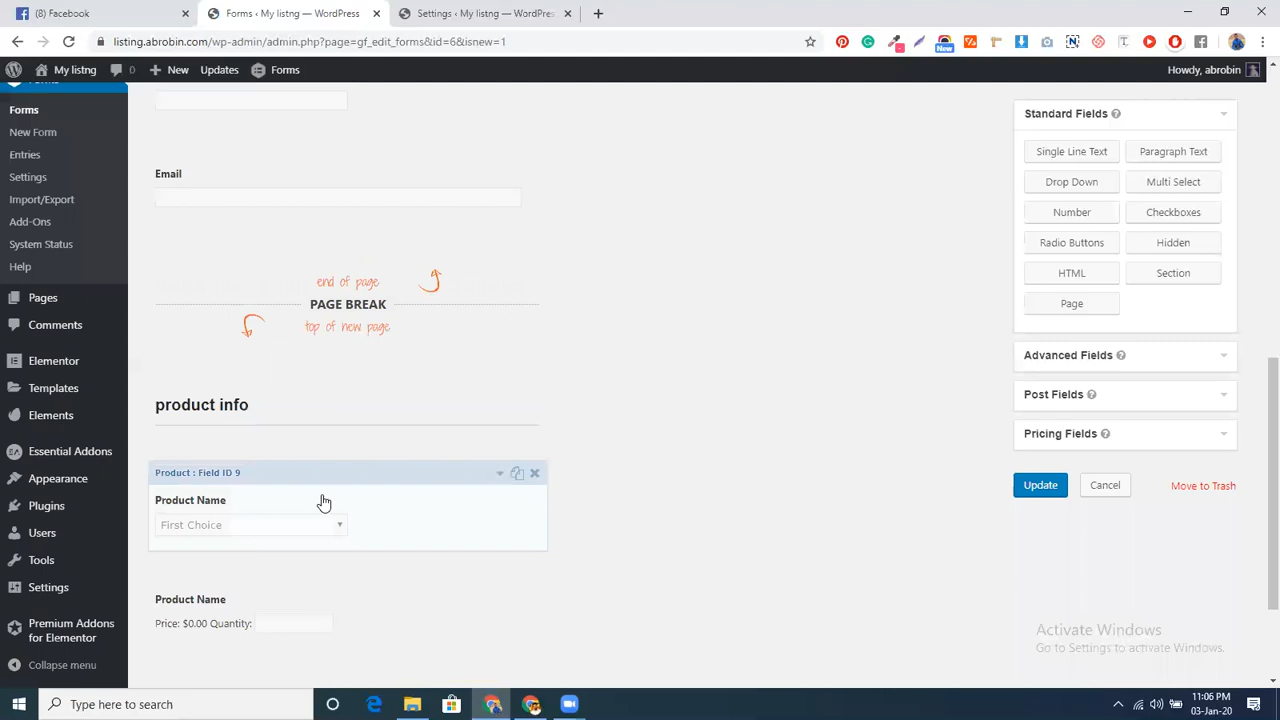 (8) Facebook
Forms ‹ My listng — WordPress
Settings ‹ My listng — WordPress
listing.abrobin.com/wp-admin/admin.php?page=gf_edit_forms&id=6&isnew=1
New
My listng
0
New
Updates
Forms
Howdy, abrobin
Forms
Forms
New Form
Entries
Settings
Import/Export
Add-Ons
System Status
Help
Pages
Comments
Elementor
Templates
Elements
Essential Addons
Appearance
Plugins
Users
Tools
Settings
Premium Addons
for Elementor
Collapse menu
Email
end of page
PAGE BREAK
top of new page
product info
Product : Field ID 9
Product Name
First Choice
Product Name
Price: $0.00 Quantity:
Standard Fields
Single Line Text
Paragraph Text
Drop Down
Multi Select
Number
Checkboxes
Radio Buttons
Hidden
HTML
Section
Page
Advanced Fields
Post Fields
Pricing Fields
Update
Cancel
Move to Trash
Activate Windows
Go to Settings to activate Windows.
Type here to search
11:06 PM
03-Jan-20